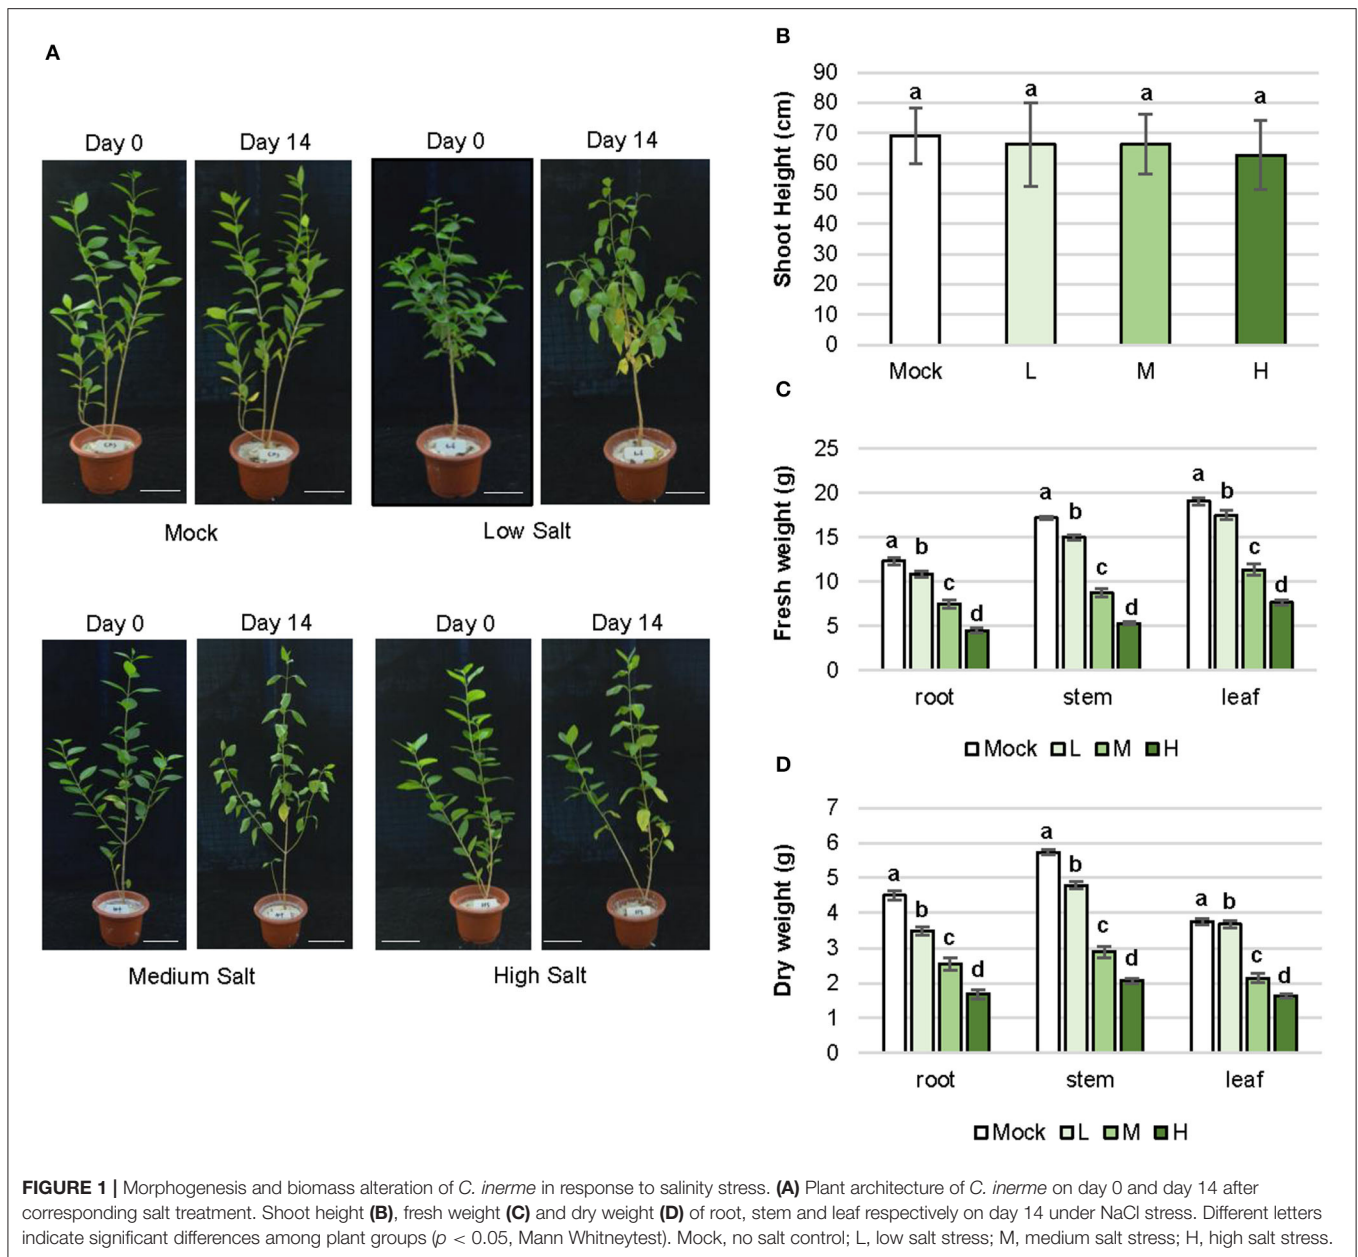 A
Day 0
Day 14
Day 0
Day 14
Mock
Low Salt
Day 0
Day 14
Day 0
Day 14
Medium Salt
High Salt
B
Shoot Height (cm)
90
80
70
60
50
40
30
20
10
0
a
a
a
a
Mock
L
M
H
C
Fresh weight (g)
25
20
15
10
5
0
a
b
c
d
a
b
c
d
a
b
c
d
root
stem
leaf
Mock
L
M
H
D
Dry weight (g)
7
6
5
4
3
2
1
0
a
b
c
d
a
b
c
d
a
b
c
d
root
stem
leaf
Mock
L
M
H
FIGURE 1 | Morphogenesis and biomass alteration of C. inerme in response to salinity stress. (A) Plant architecture of C. inerme on day 0 and day 14 after
corresponding salt treatment. Shoot height (B), fresh weight (C) and dry weight (D) of root, stem and leaf respectively on day 14 under NaCl stress. Different letters
indicate significant differences among plant groups (p < 0.05, Mann Whitneytest). Mock, no salt control; L, low salt stress; M, medium salt stress; H, high salt stress.